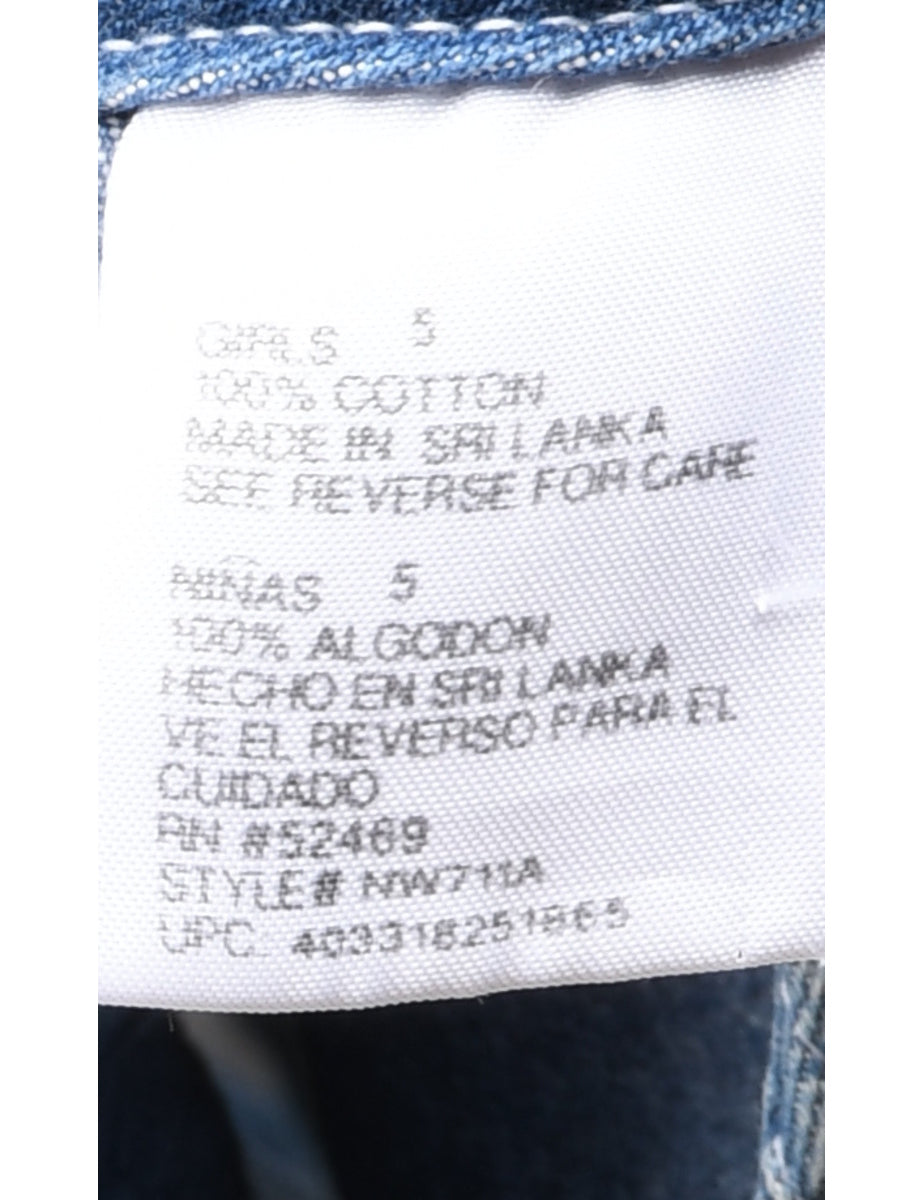 GIRLS 5
100% COTTON
MADE IN SRI LANKA
SEE REVERSE FOR CARE
NIÑAS 5
100% ALGODON
HECHO EN SRI LANKA
VE EL REVERSO PARA EL
CUIDADO
RN #52469
STYLE# NW711A
UPC 403318251865